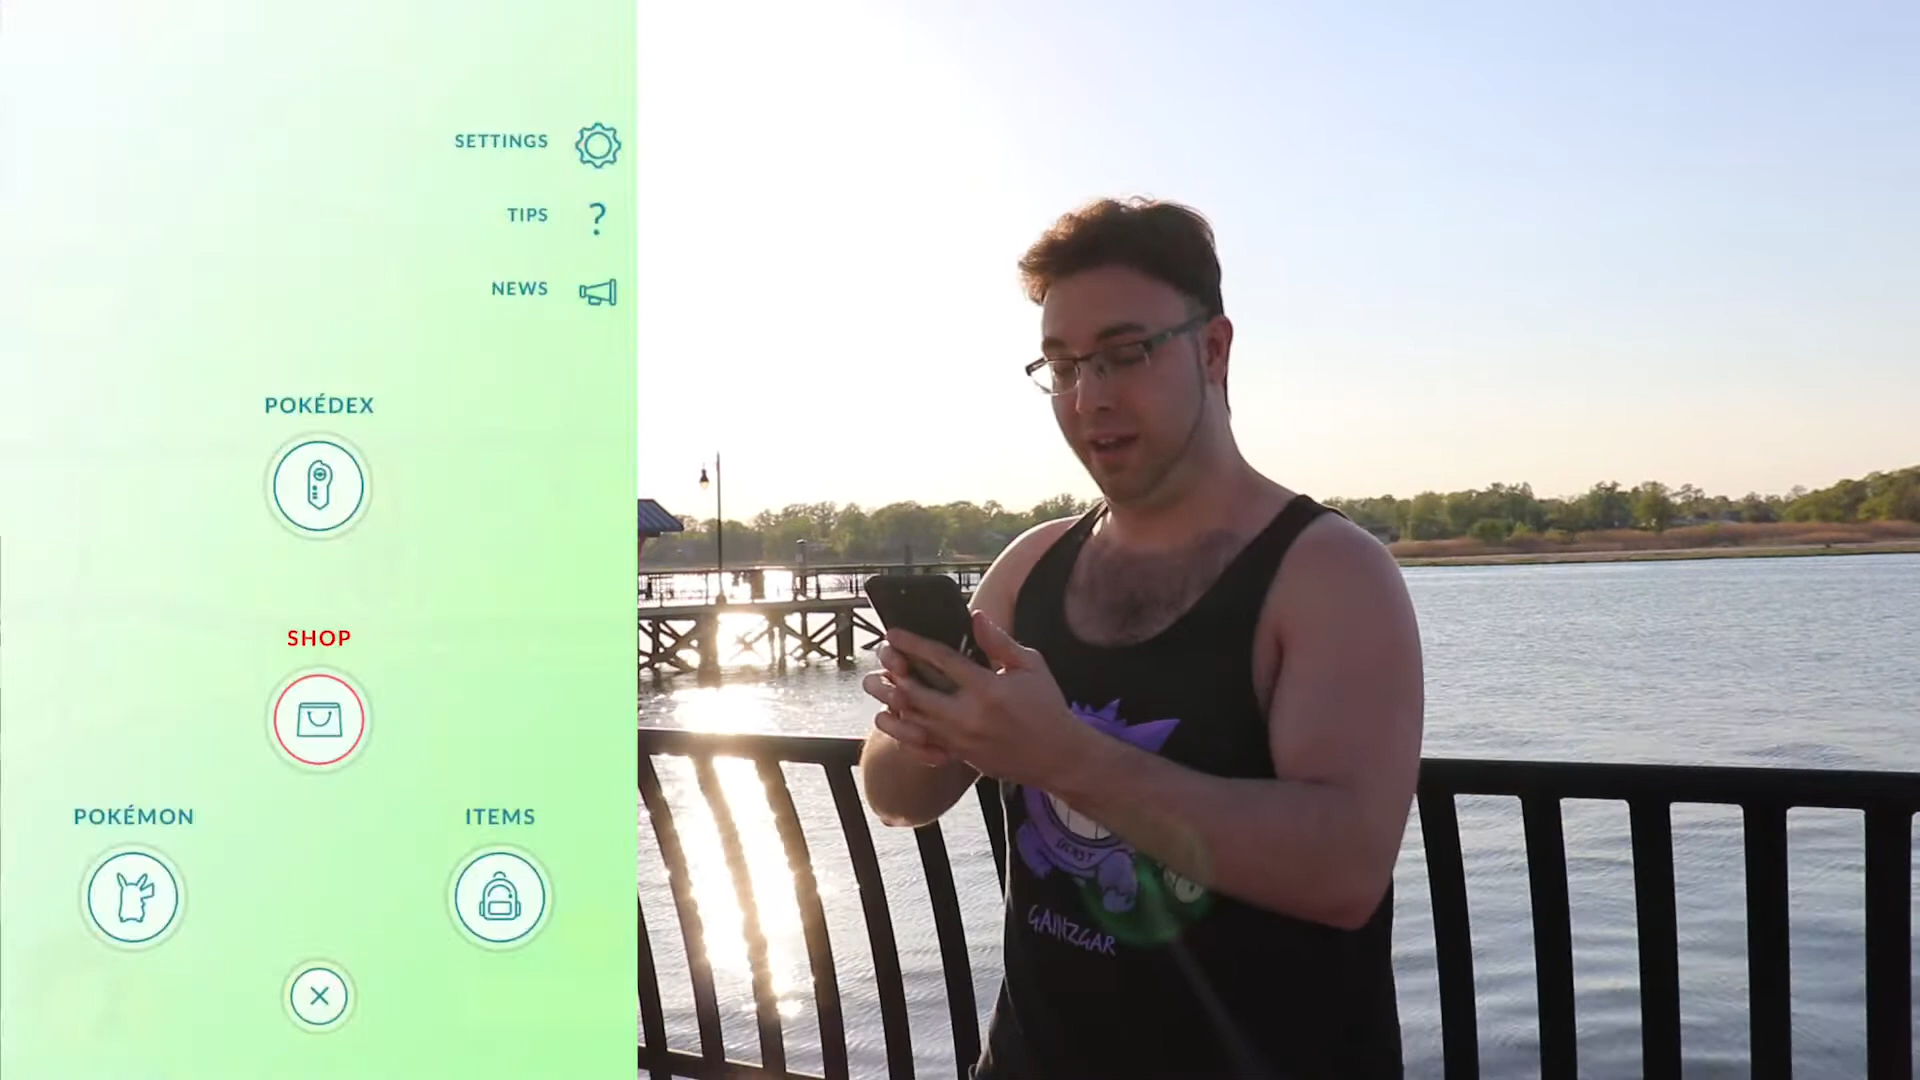 SETTINGS
TIPS
?
NEWS
POKÉDEX
SHOP
POKÉMON
ITEMS
GAINZGAR